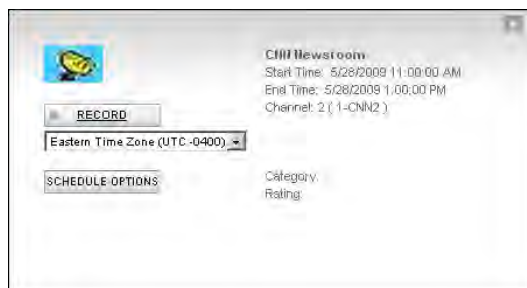 CNN Newsroom
Start Time: 5/28/2009 11:00:00 AM
End Time: 5/28/2009 1:00:00 PM
Channel: 2 ( 1-CNN2 )
RECORD
Eastern Time Zone (UTC -0400)
SCHEDULE OPTIONS
Category:
Rating: